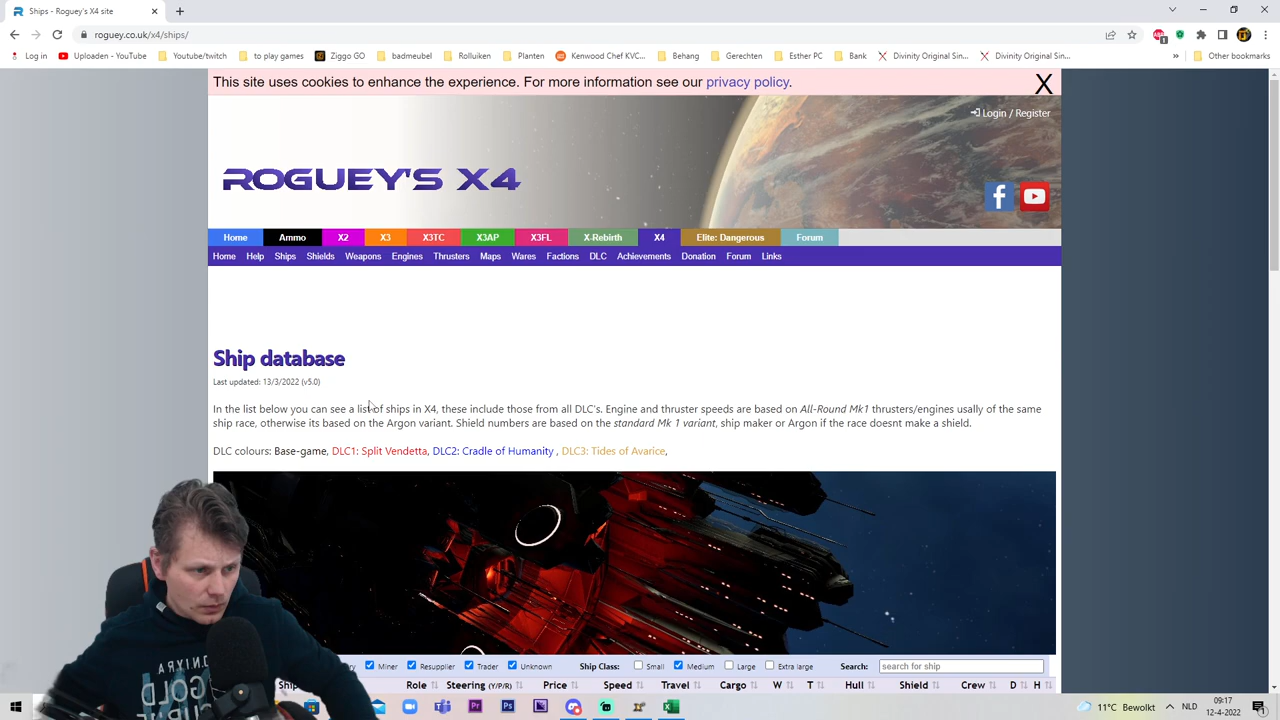 Ships - Roguey's X4 site
roguey.co.uk/x4/ships/
Log in Uploaden - YouTube Youtube/twitch to play games Ziggo GO badmeubel Rolluiken Planten Kenwood Chef KVC... Behang Gerechten Esther PC Bank Divinity Original Sin... Divinity Original Sin... » Other bookmarks
This site uses cookies to enhance the experience. For more information see our privacy policy. X
Login / Register
ROGUEY'S X4
Home Ammo X2 X3 X3TC X3AP X3FL X-Rebirth X4 Elite: Dangerous Forum
Home Help Ships Shields Weapons Engines Thrusters Maps Wares Factions DLC Achievements Donation Forum Links
Ship database
Last updated: 13/3/2022 (v5.0)
In the list below you can see a list of ships in X4, these include those from all DLC's. Engine and thruster speeds are based on All-Round Mk1 thrusters/engines usally of the same
ship race, otherwise its based on the Argon variant. Shield numbers are based on the standard Mk 1 variant, ship maker or Argon if the race doesnt make a shield.
DLC colours: Base-game, DLC1: Split Vendetta, DLC2: Cradle of Humanity , DLC3: Tides of Avarice,
Miner Resupplier Trader Unknown Ship Class: Small Medium Large Extra large Search: search for ship
Role Steering (Y/P/R) Price Speed Travel Cargo W T Hull Shield Crew D H
GOLD
11°C Bewolkt NLD 09:17
12-4-2022